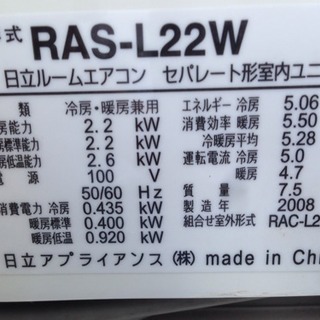 式 RAS-L22W
日立ルームエアコン セパレート形室内ユニ
類 冷房・暖房兼用
房能力 2.2 kW
房標準能力 2.2 kW
房低温能力 2.6 kW
源 100 V
50/60 Hz
消費電力 冷房 0.435 kW
暖房標準 0.400 kW
暖房低温 0.920 kW
エネルギー 冷房 5.06
消費効率 暖房 5.50
冷暖房平均 5.28
運転電流 冷房 5.0
暖房 4.7
質量 7.5
製造年 2008
組合せ室外形式 RAC-L2
日立アプライアンス(株) made in Chi